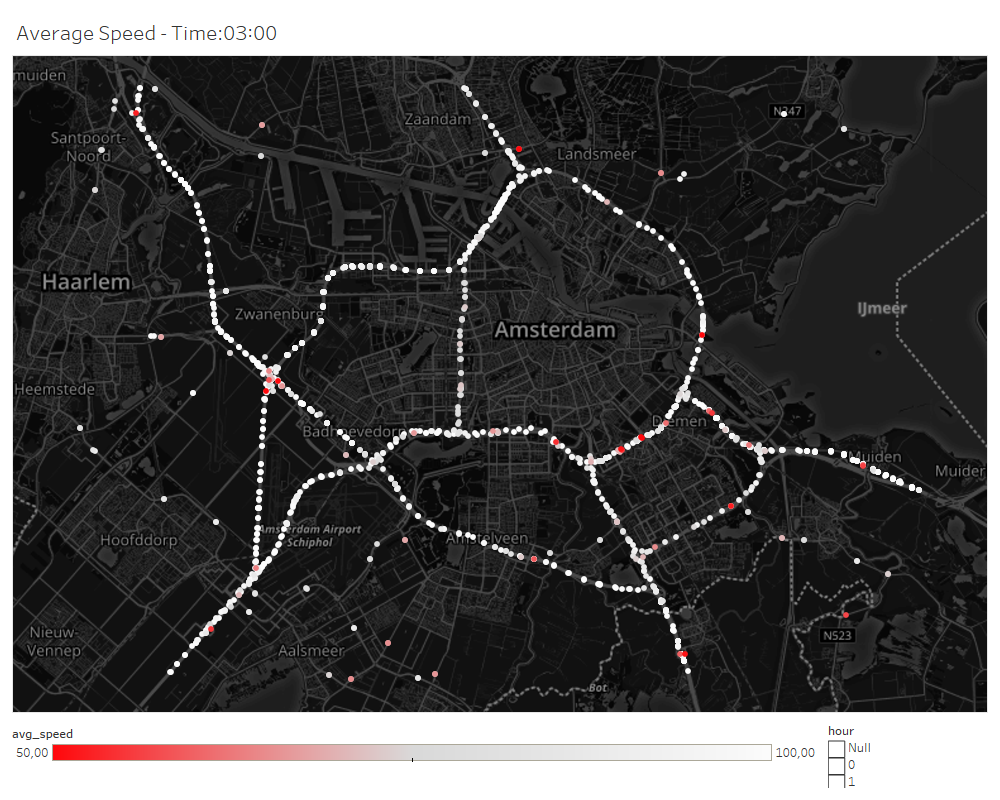 Average Speed - Time:03:00
muiden
N247
Zaandam
Santpoort-
Noord
Landsmeer
Haarlem
IJmeer
Zwanenburg
Amsterdam
Heemstede
Diemen
Badhoevedorp
Muiden
Muider
Amsterdam Airport
Schiphol
Amstelveen
Hoofddorp
Nieuw-
Vennep
N523
Aalsmeer
Bot
avg_speed
50,00
100,00
hour
Null
0
1